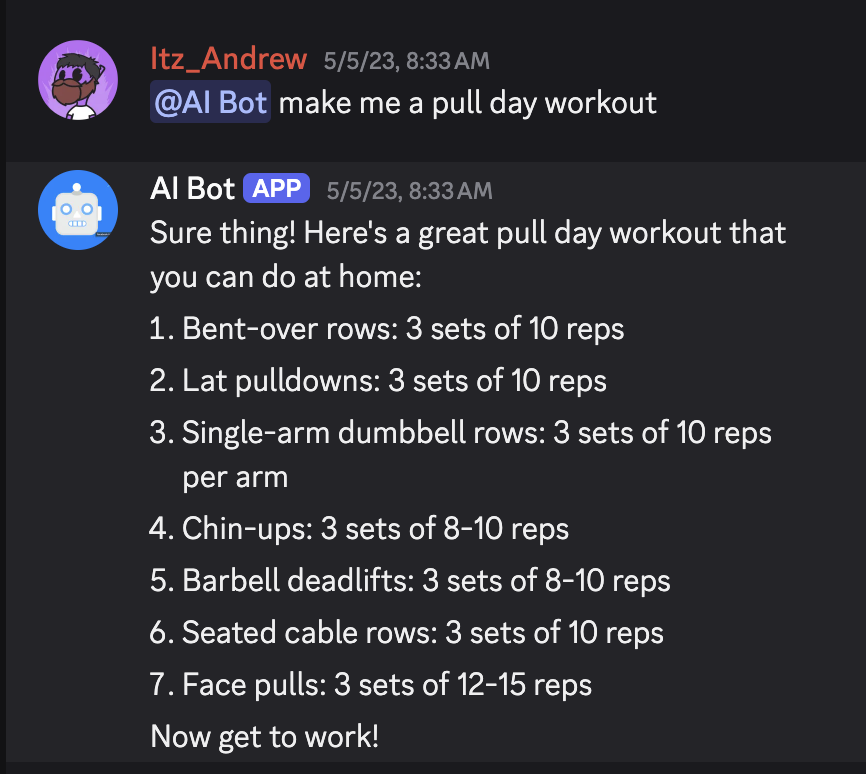 Itz_Andrew 5/5/23, 8:33 AM
@AI Bot make me a pull day workout
AI Bot APP 5/5/23, 8:33 AM
Sure thing! Here's a great pull day workout that
you can do at home:
1. Bent-over rows: 3 sets of 10 reps
2. Lat pulldowns: 3 sets of 10 reps
3. Single-arm dumbbell rows: 3 sets of 10 reps
per arm
4. Chin-ups: 3 sets of 8-10 reps
5. Barbell deadlifts: 3 sets of 8-10 reps
6. Seated cable rows: 3 sets of 10 reps
7. Face pulls: 3 sets of 12-15 reps
Now get to work!